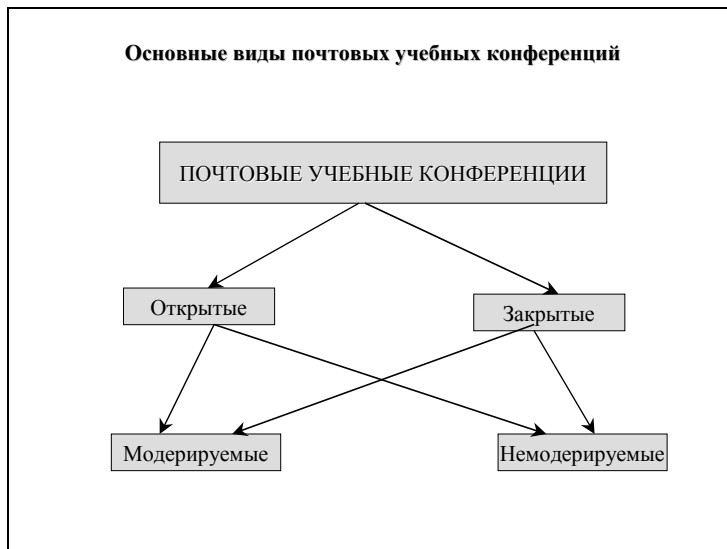 Основные виды почтовых учебных конференций
ПОЧТОВЫЕ УЧЕБНЫЕ КОНФЕРЕНЦИИ
Открытые
Закрытые
Модерируемые
Немодерируемые